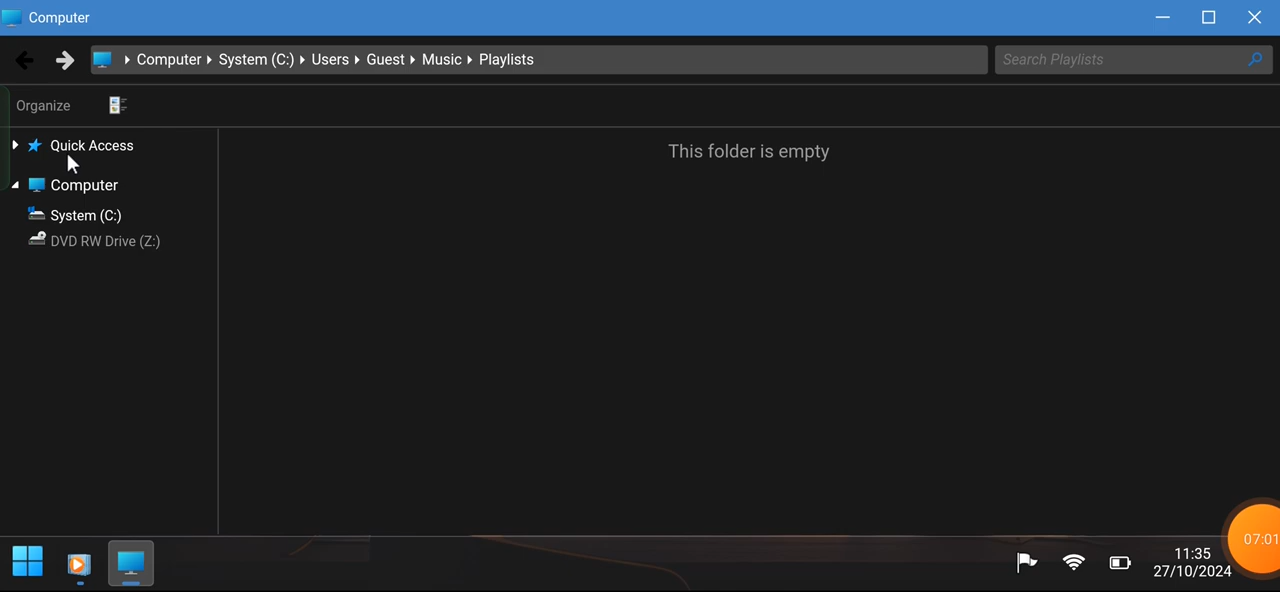 Computer
Computer System (C:) Users Guest Music Playlists
Search Playlists
Organize
Quick Access
This folder is empty
Computer
System (C:)
DVD RW Drive (Z:)
07:01
11:35
27/10/2024